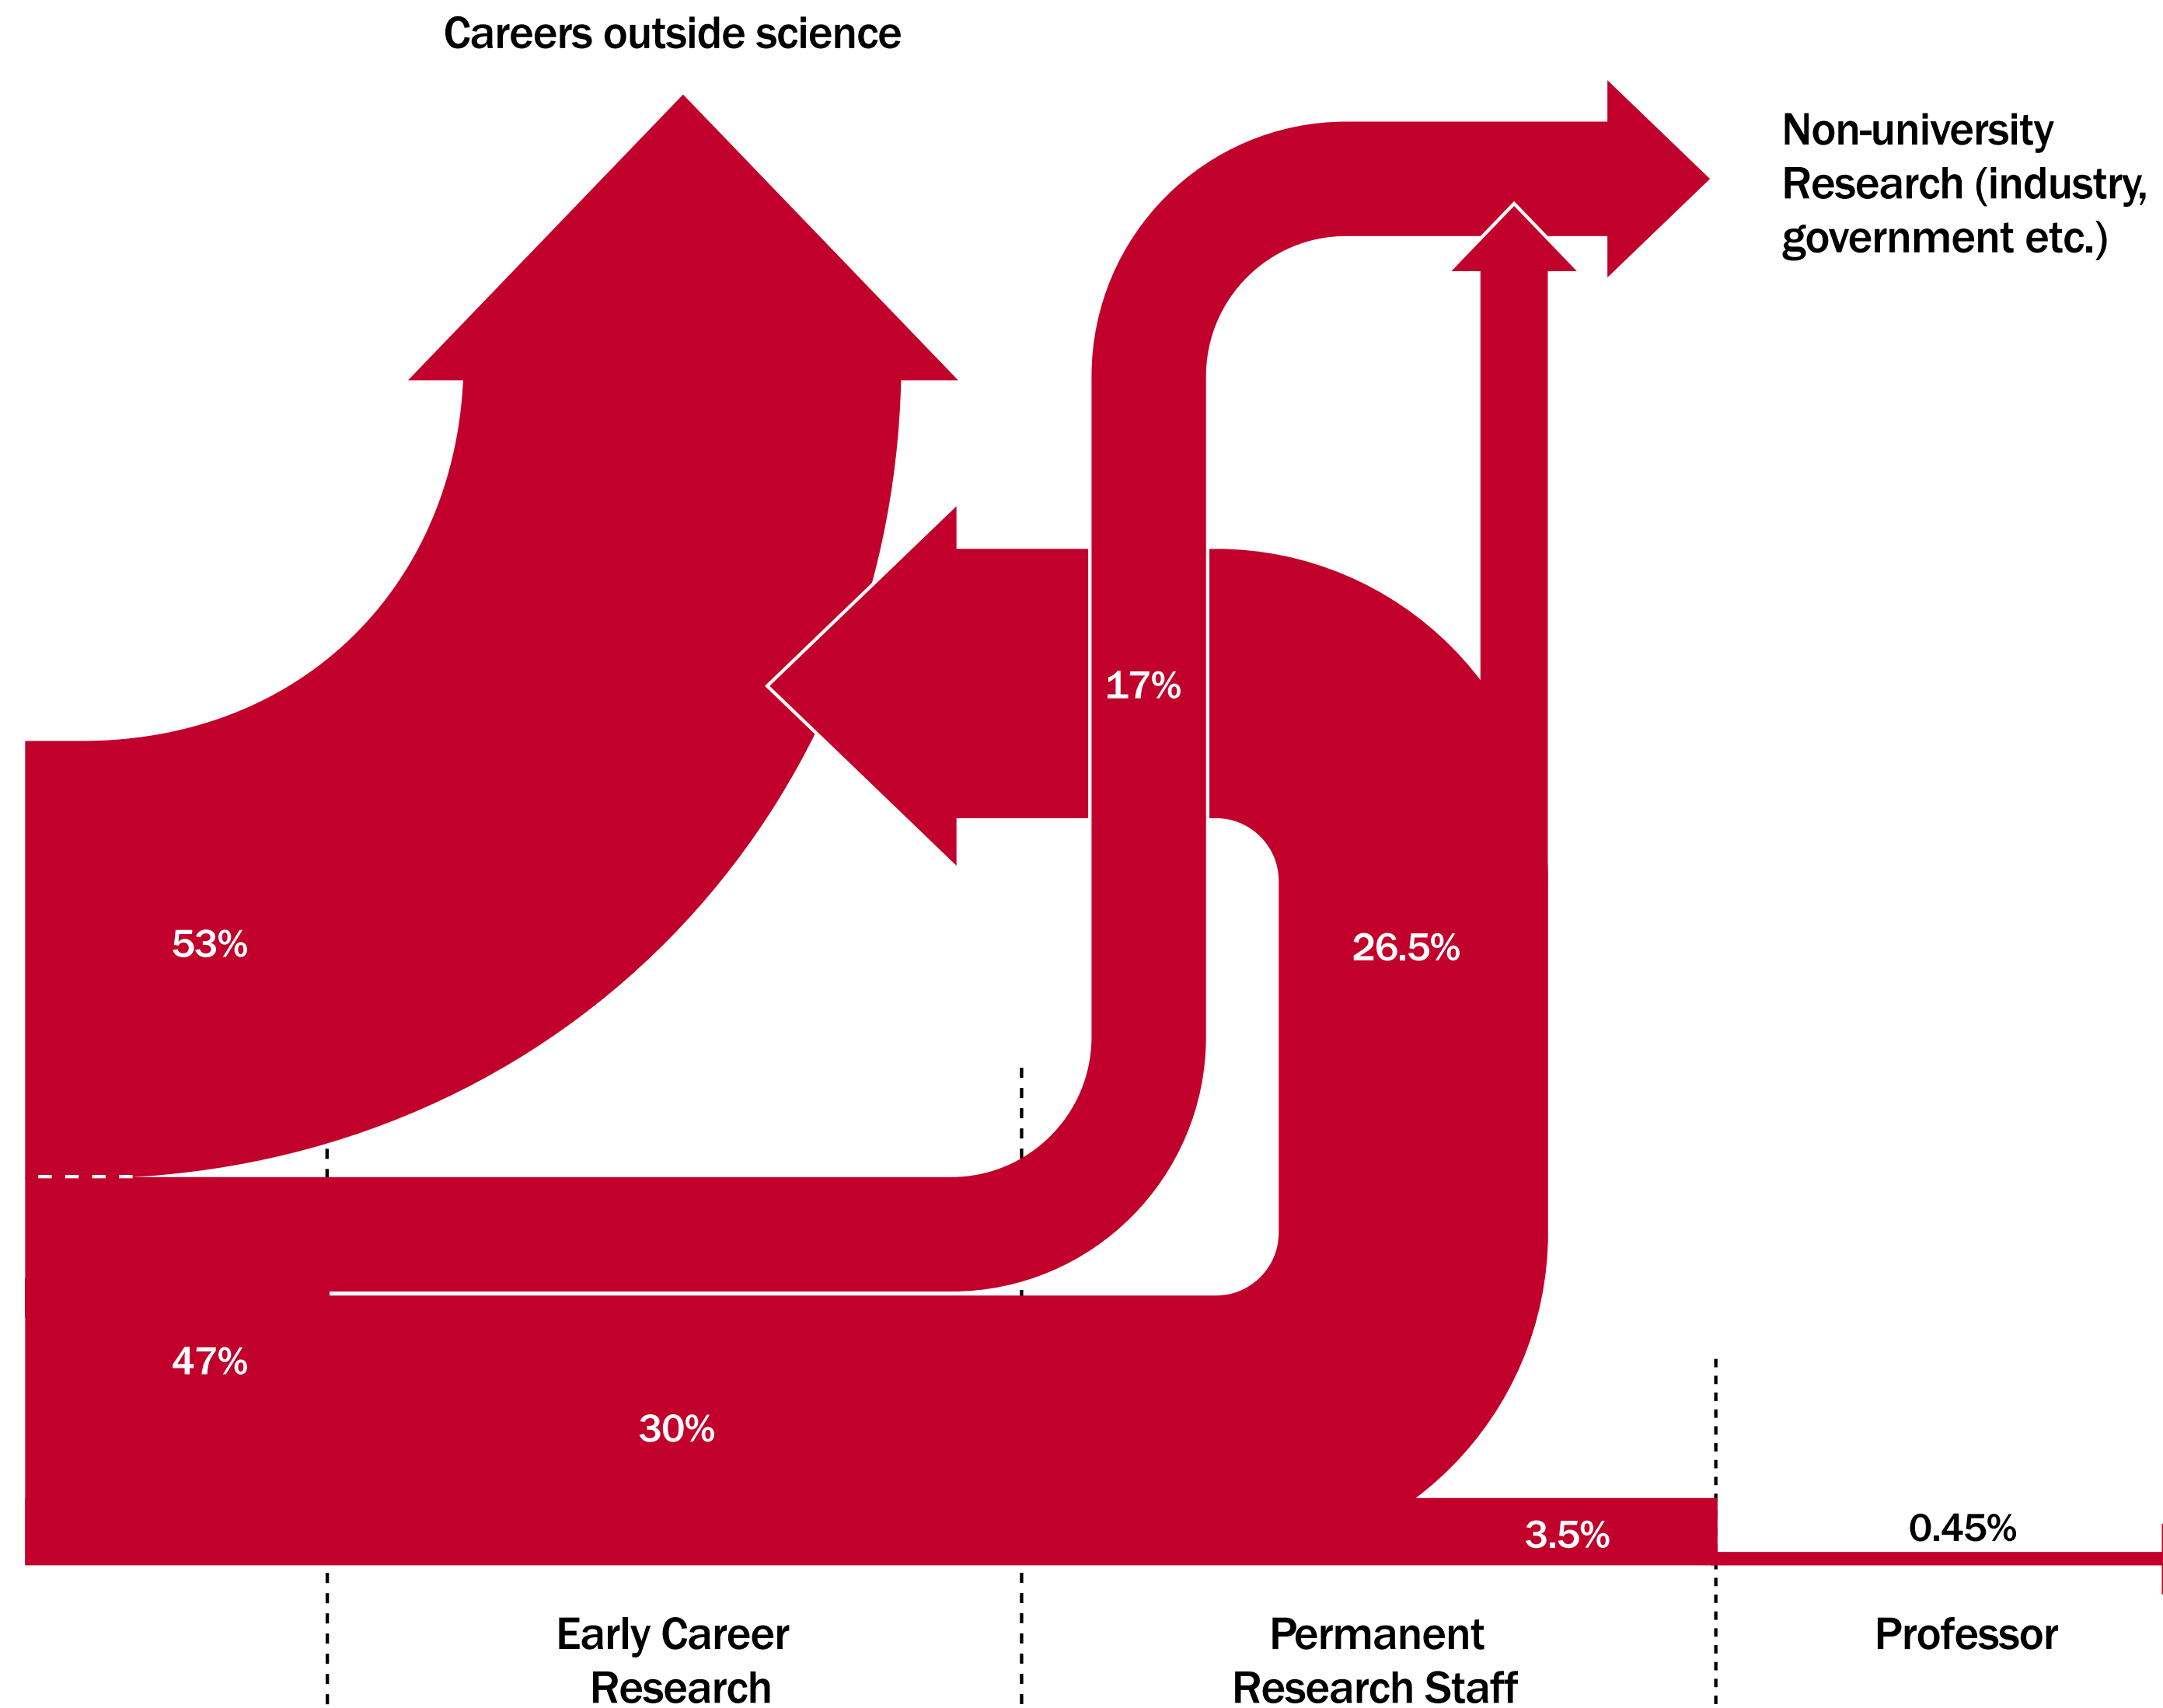 Careers outside science
Non-university
Research (industry,
government etc.)
17%
53%
26.5%
47%
30%
3.5%
0.45%
Early Career
Research
Permanent
Research Staff
Professor